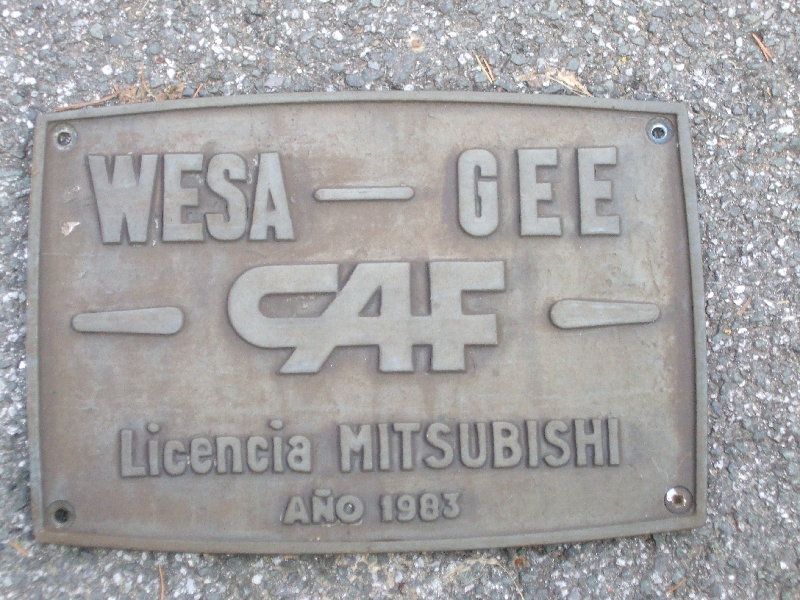 WESA — GEE
CAF
Licencia MITSUBISHI
AÑO 1983